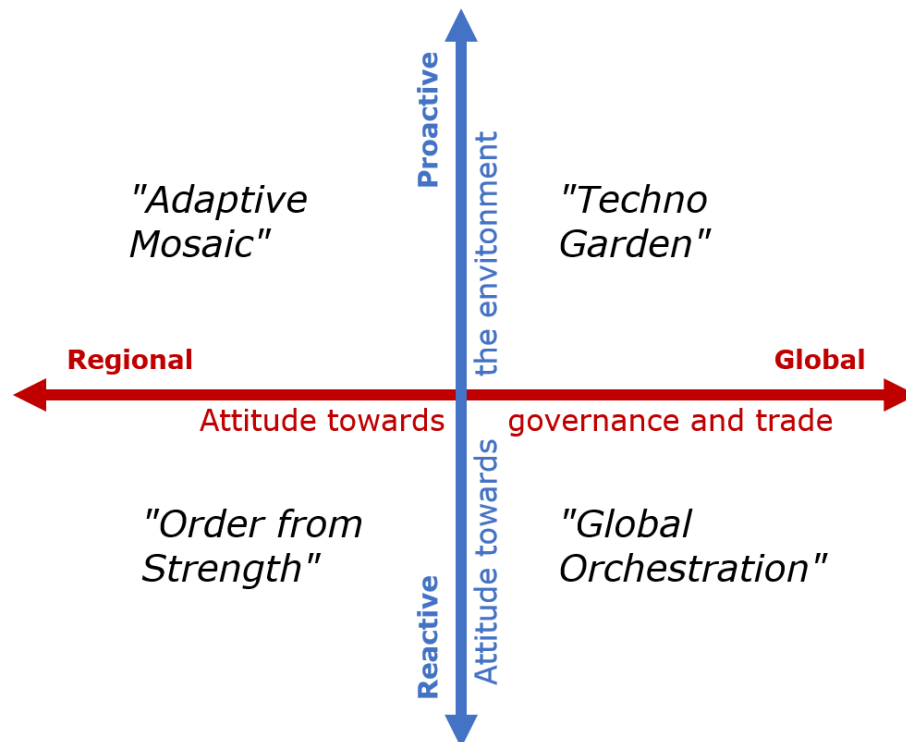 Proactive
"Adaptive
Mosaic"
"Techno
Garden"
Attitude towards the envitonment
Regional
Global
Attitude towards governance and trade
"Order from
Strength"
"Global
Orchestration"
Reactive